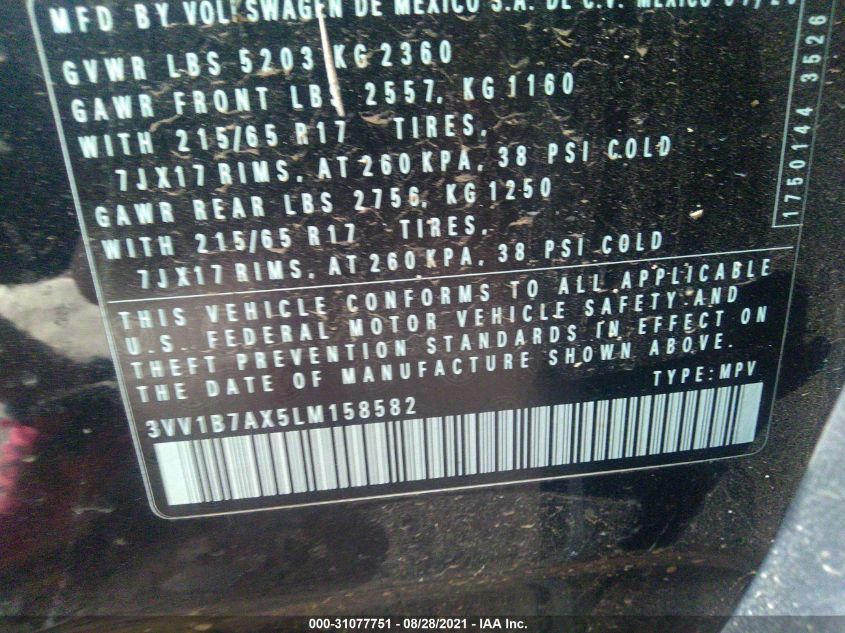 MFD BY VOLKSWAGEN DE MEXICO S.A. DE C.V. MEXICO
GVWR LBS 5203 KG 2360
GAWR FRONT LBS 2557, KG 1160
WITH 215/65 R17 TIRES,
7JX17 RIMS, AT 260 KPA, 38 PSI COLD
GAWR REAR LBS 2756, KG 1250
WITH 215/65 R17 TIRES,
7JX17 RIMS, AT 260 KPA, 38 PSI COLD
THIS VEHICLE CONFORMS TO ALL APPLICABLE
U.S. FEDERAL MOTOR VEHICLE SAFETY AND
THEFT PREVENTION STANDARDS IN EFFECT ON
THE DATE OF MANUFACTURE SHOWN ABOVE.
TYPE: MPV
3VV1B7AX5LM158582
1750144 3526
000-31077751 - 08/28/2021 - IAA Inc.